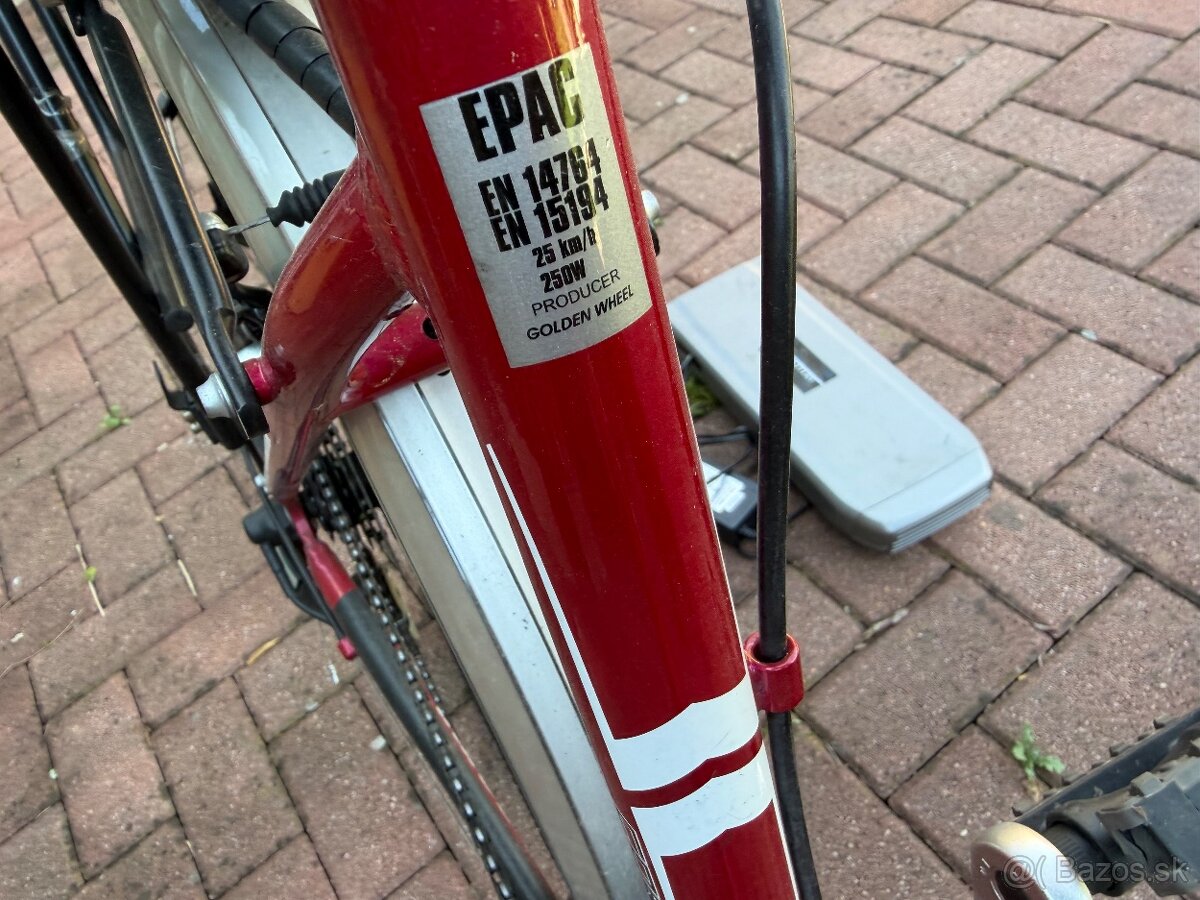 EPAC
EN 14764
EN 15194
25 km/h
250W
PRODUCER
GOLDEN WHEEL
@( Bazos.sk